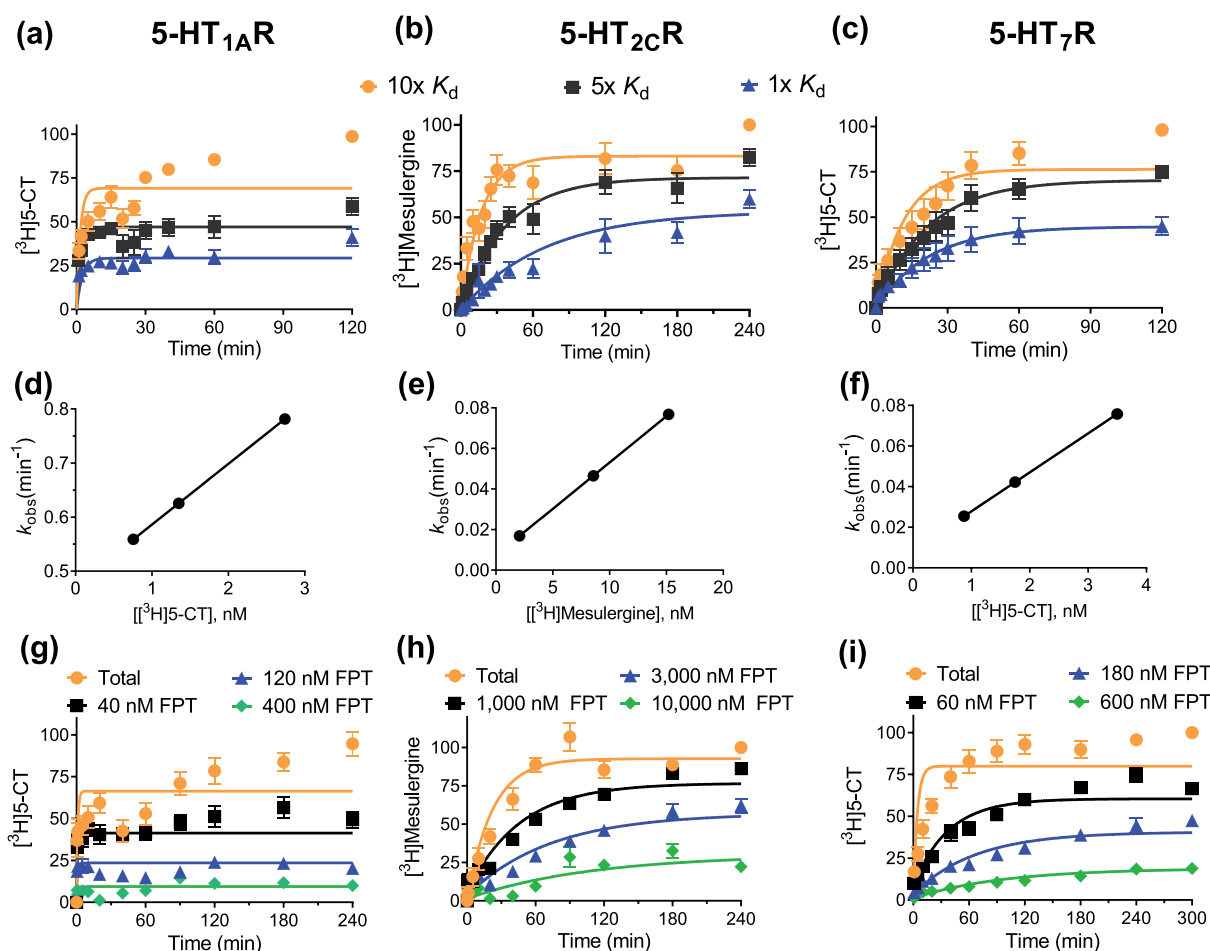 (a) 5-HT1AR
(b) 5-HT2CR
(c) 5-HT7R
10x Kd 5x Kd 1x Kd
[³H]5-CT
100
75
50
25
0
0 30 60 90 120
Time (min)
[³H]Mesulergine
100
75
50
25
0
0 60 120 180 240
Time (min)
[³H]5-CT
100
75
50
25
0
0 30 60 90 120
Time (min)
(d)
kobs(min⁻¹)
0.8
0.7
0.6
0.5
0 1 2 3
[[³H]5-CT], nM
(e)
kobs(min⁻¹)
0.08
0.06
0.04
0.02
0.00
0 5 10 15 20
[[³H]Mesulergine], nM
(f)
kobs(min⁻¹)
0.08
0.06
0.04
0.02
0.00
0 1 2 3 4
[[³H]5-CT], nM
(g)
Total 120 nM FPT
40 nM FPT 400 nM FPT
[³H]5-CT
100
75
50
25
0
0 60 120 180 240
Time (min)
(h)
Total 3,000 nM FPT
1,000 nM FPT 10,000 nM FPT
[³H]Mesulergine
100
75
50
25
0
0 60 120 180 240
Time (min)
(i)
Total 180 nM FPT
60 nM FPT 600 nM FPT
[³H]5-CT
100
75
50
25
0
0 60 120 180 240 300
Time (min)